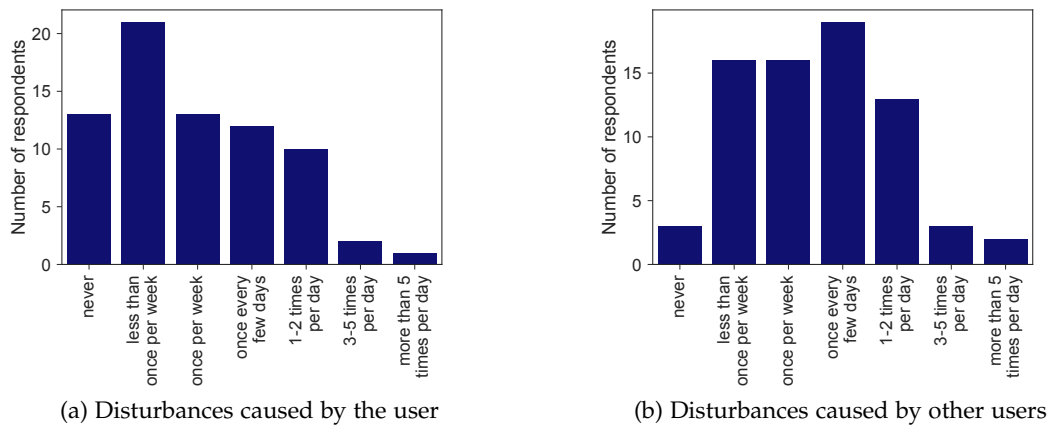 Number of respondents
20
15
10
5
0
never
less than
once per week
once per week
once every
few days
1-2 times
per day
3-5 times
per day
more than 5
times per day
(a) Disturbances caused by the user
Number of respondents
15
10
5
0
never
less than
once per week
once per week
once every
few days
1-2 times
per day
3-5 times
per day
more than 5
times per day
(b) Disturbances caused by other users